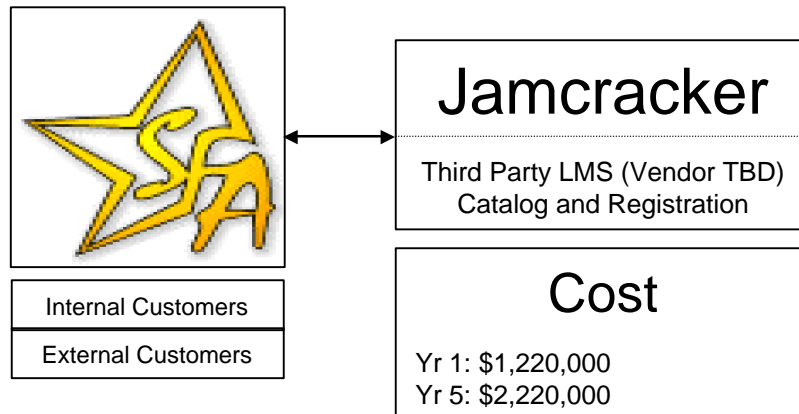 SFA
Internal Customers
External Customers
Jamcracker
Third Party LMS (Vendor TBD)
Catalog and Registration
Cost
Yr 1: $1,220,000
Yr 5: $2,220,000